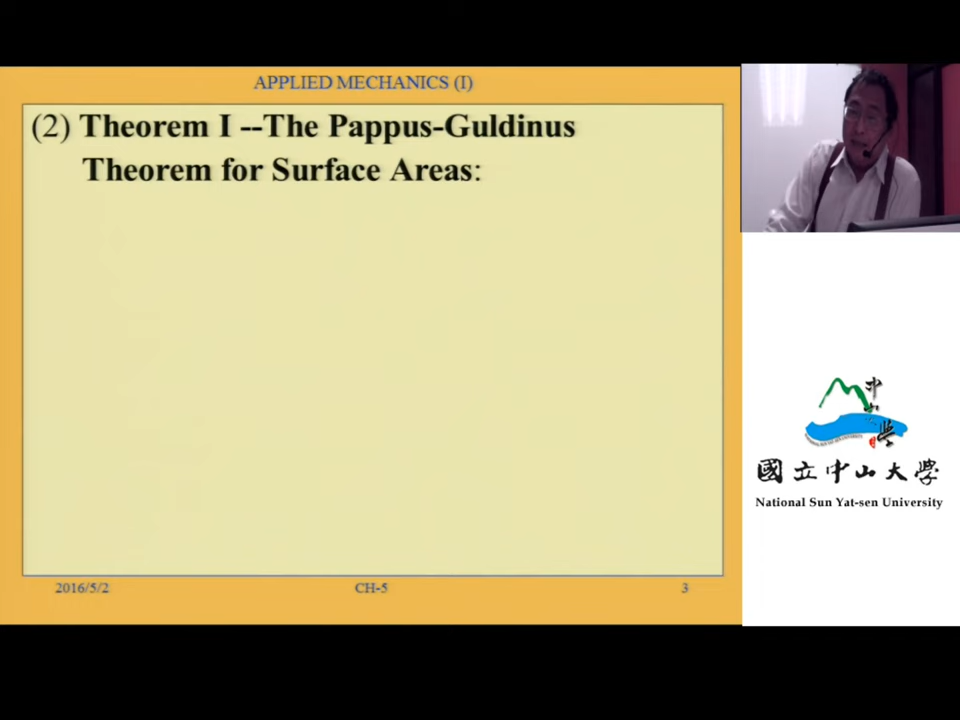 APPLIED MECHANICS (I)
(2) Theorem I --The Pappus-Guldinus
Theorem for Surface Areas:
2016/5/2
CH-5
3
國立中山大學
National Sun Yat-sen University